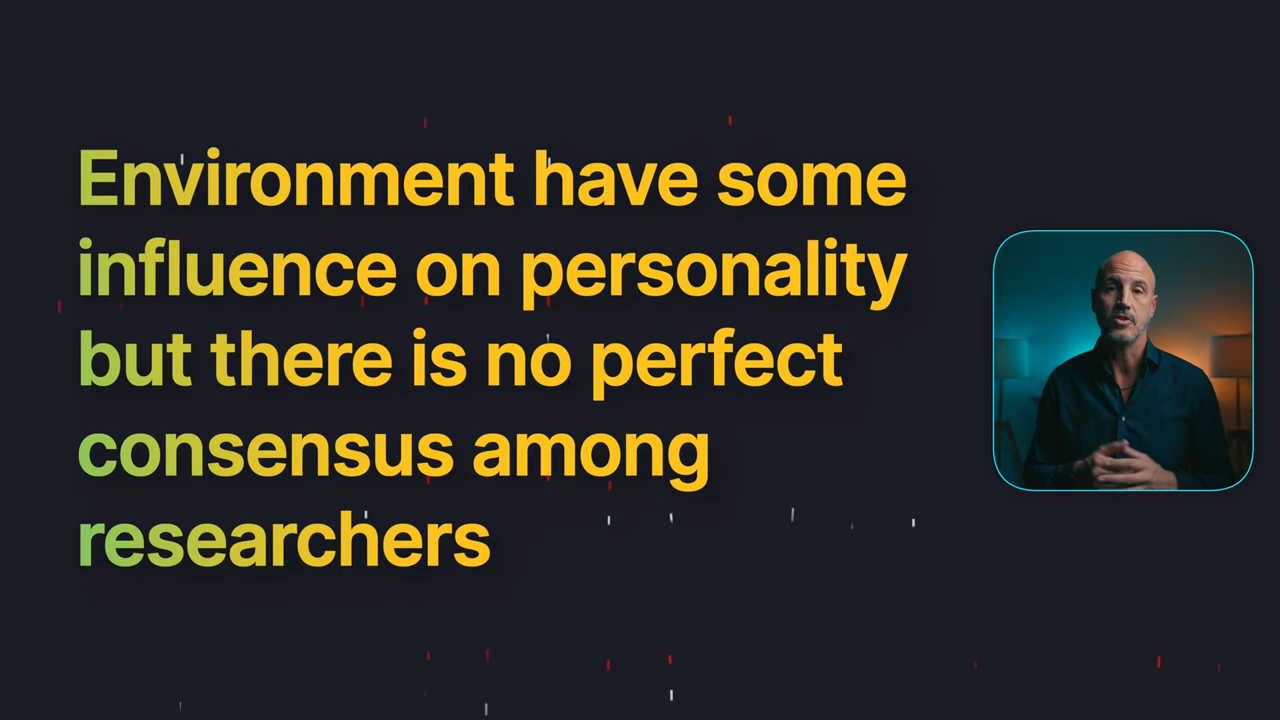 Environment have some
influence on personality
but there is no perfect
consensus among
researchers